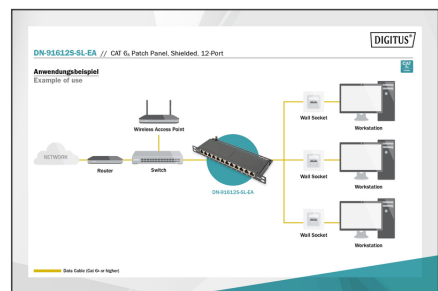 DIGITUS®
DN-91612S-SL-EA // CAT 6A Patch Panel, Shielded, 12-Port
Anwendungsbeispiel
Example of use
CAT
Wireless Access Point
NETWORK
Router
Switch
DN-91612S-SL-EA
Wall Socket
Workstation
Wall Socket
Workstation
Wall Socket
Workstation
Data Cable (Cat 6A or higher)